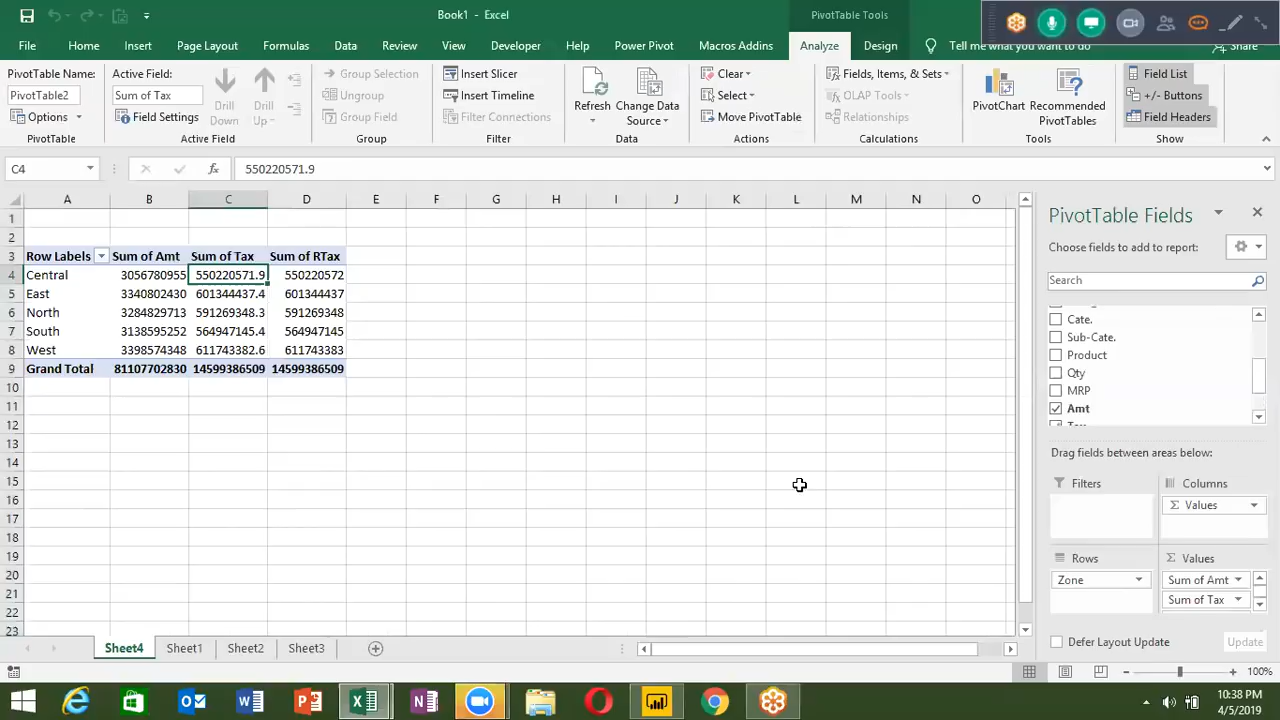 Book1 - Excel
PivotTable Tools
File
Home
Insert
Page Layout
Formulas
Data
Review
View
Developer
Help
Power Pivot
Macros Addins
Analyze
Design
Tell me what you want to do
Share
PivotTable Name:
PivotTable2
Options
PivotTable
Active Field:
Sum of Tax
Field Settings
Drill Down
Drill Up
Active Field
Group Selection
Ungroup
Group Field
Group
Insert Slicer
Insert Timeline
Filter Connections
Filter
Refresh
Change Data Source
Data
Clear
Select
Move PivotTable
Actions
Fields, Items, & Sets
OLAP Tools
Relationships
Calculations
PivotChart
Recommended PivotTables
Tools
Field List
+/- Buttons
Field Headers
Show
C4
fx
550220571.9
A B C D E F G H I J K L M N O
1
2
3 Row Labels Sum of Amt Sum of Tax Sum of RTax
4 Central 3056780955 550220571.9 550220572
5 East 3340802430 601344437.4 601344437
6 North 3284829713 591269348.3 591269348
7 South 3138595252 564947145.4 564947145
8 West 3398574348 611743382.6 611743383
9 Grand Total 81107702830 14599386509 14599386509
10
11
12
13
14
15
16
17
18
19
20
21
22
23
PivotTable Fields
Choose fields to add to report:
Search
Cate.
Sub-Cate.
Product
Qty
MRP
Amt
Drag fields between areas below:
Filters
Columns
Σ Values
Rows
Zone
Σ Values
Sum of Amt
Sum of Tax
Defer Layout Update
Update
Sheet4
Sheet1
Sheet2
Sheet3
100%
10:38 PM
4/5/2019